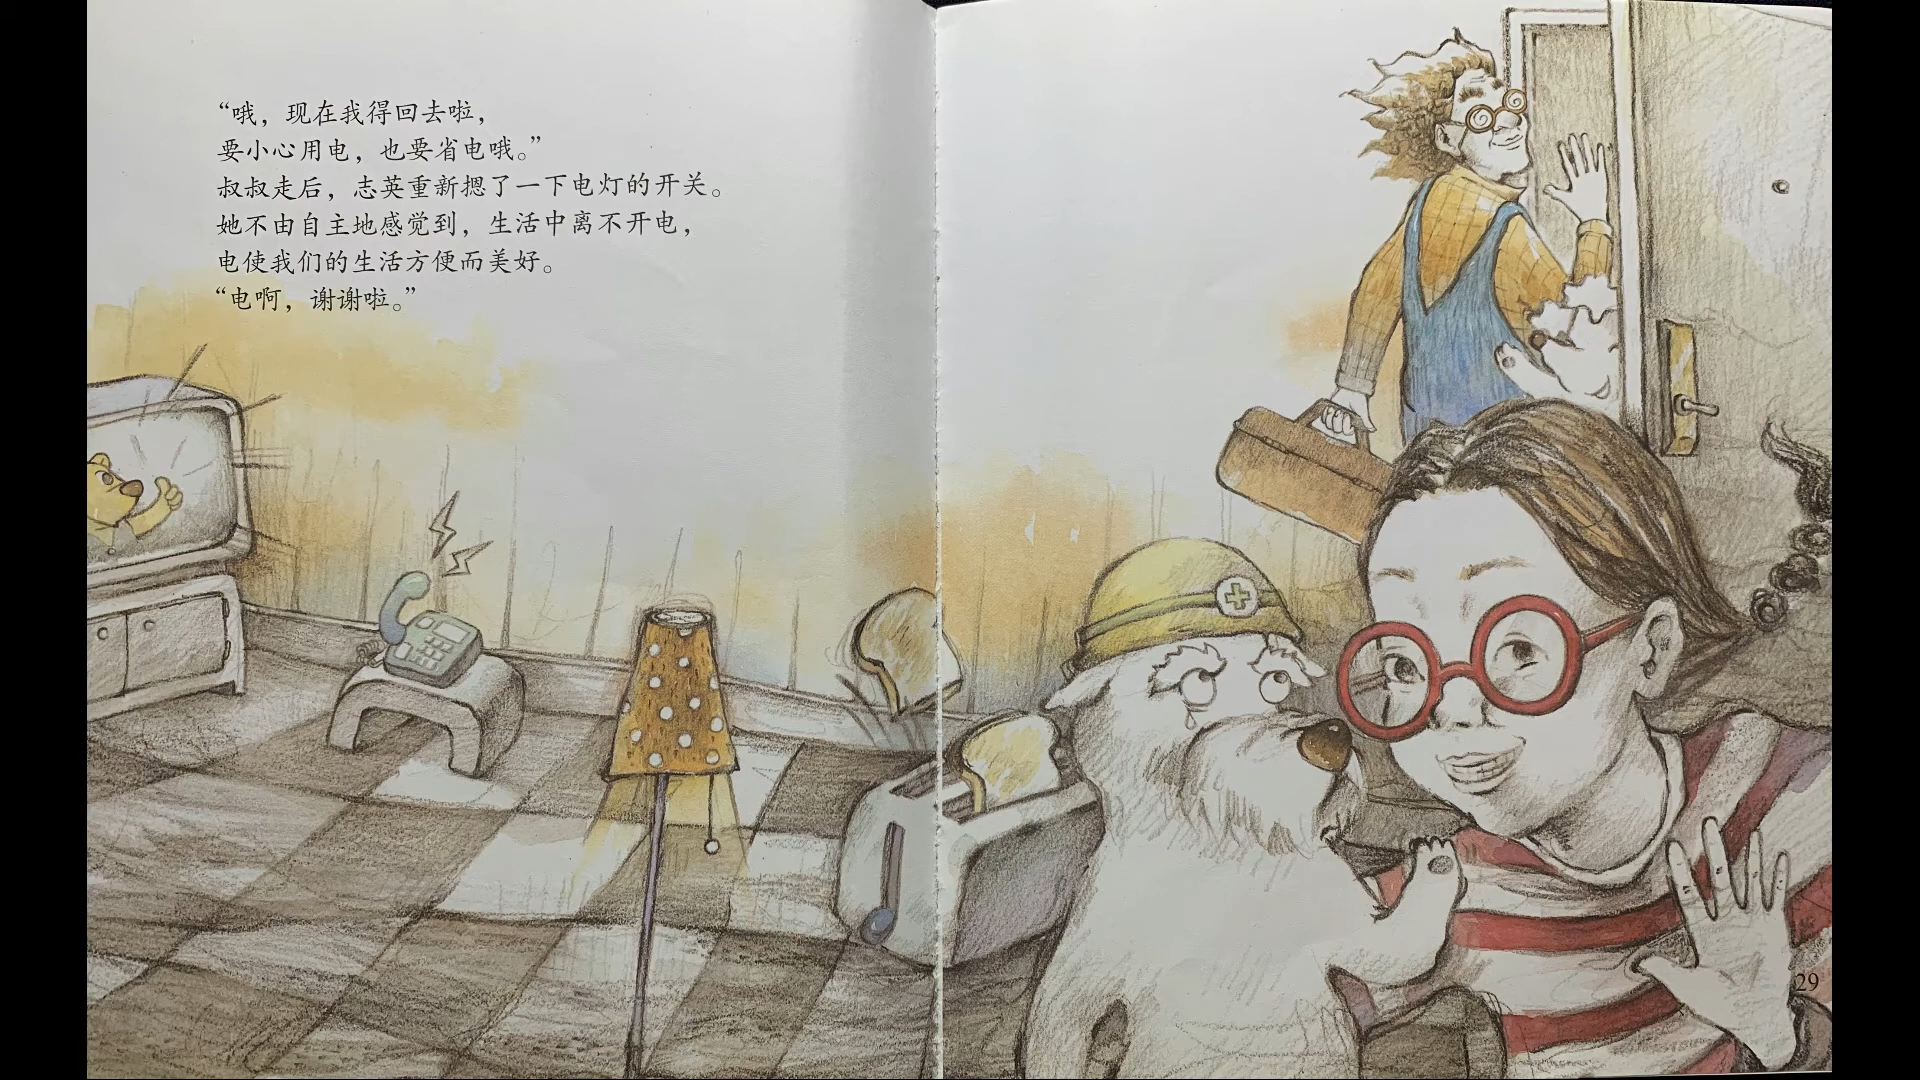 “哦，现在我得回去啦，
要小心用电，也要省电哦。”
叔叔走后，志英重新摁了一下电灯的开关。
她不由自主地感觉到，生活中离不开电，
电使我们的生活方便而美好。
“电啊，谢谢啦。”
29